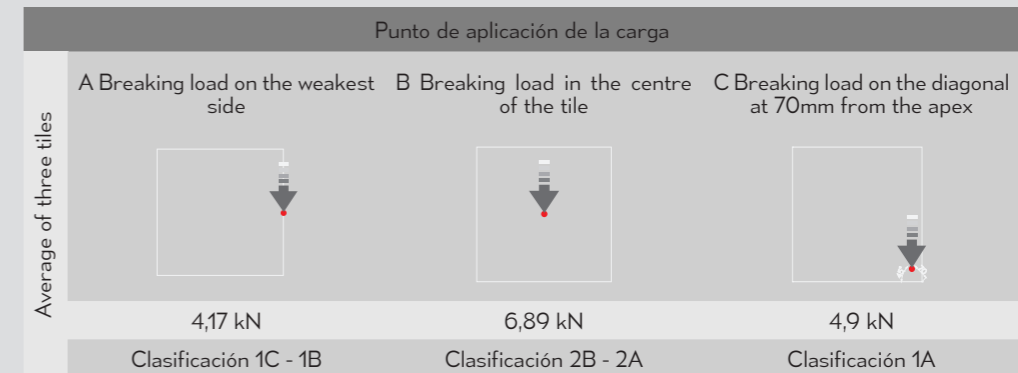 Punto de aplicación de la carga
Average of three tiles
A Breaking load on the weakest
side
B Breaking load in the centre
of the tile
C Breaking load on the diagonal
at 70mm from the apex
4,17 kN
6,89 kN
4,9 kN
Clasificación 1C - 1B
Clasificación 2B - 2A
Clasificación 1A